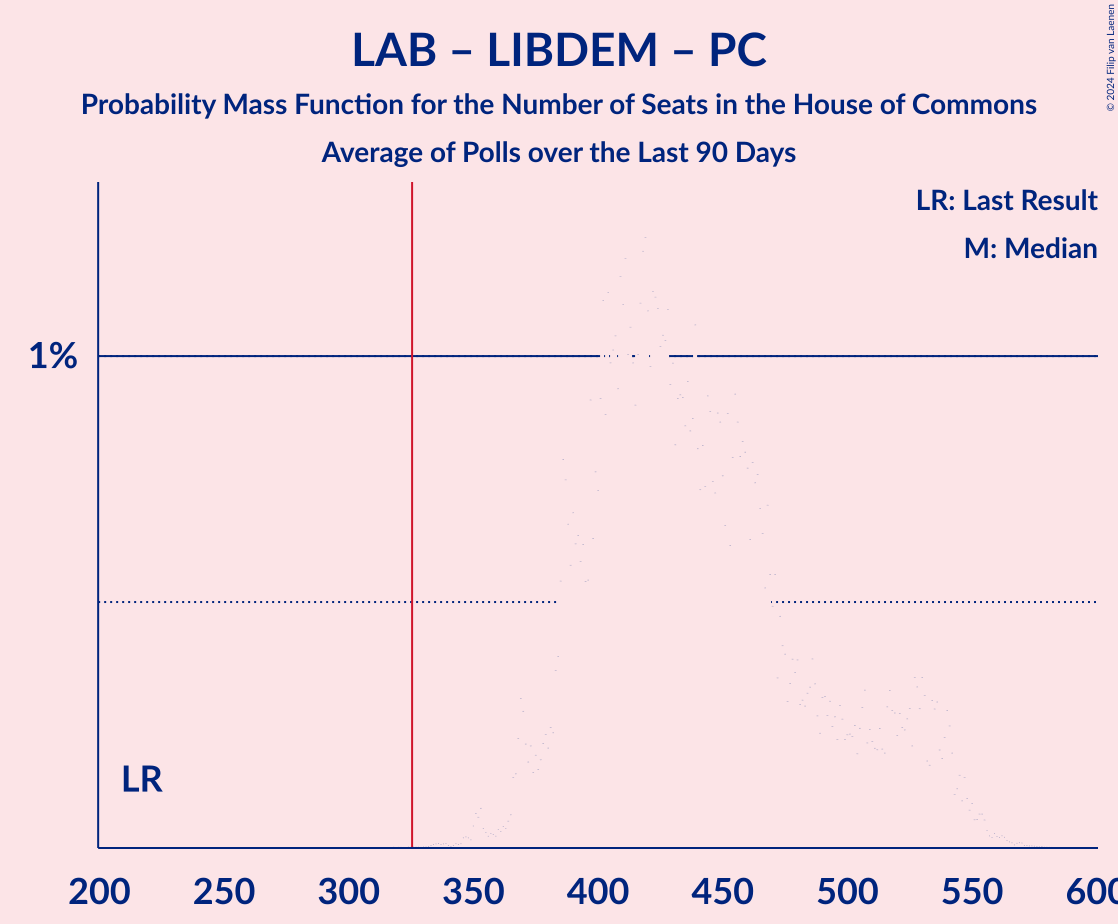 LAB – LIBDEM – PC
Probability Mass Function for the Number of Seats in the House of Commons
Average of Polls over the Last 90 Days
© 2024 Filip van Laenen
LR: Last Result
M: Median
1%
LR
200 250 300 350 400 450 500 550 600